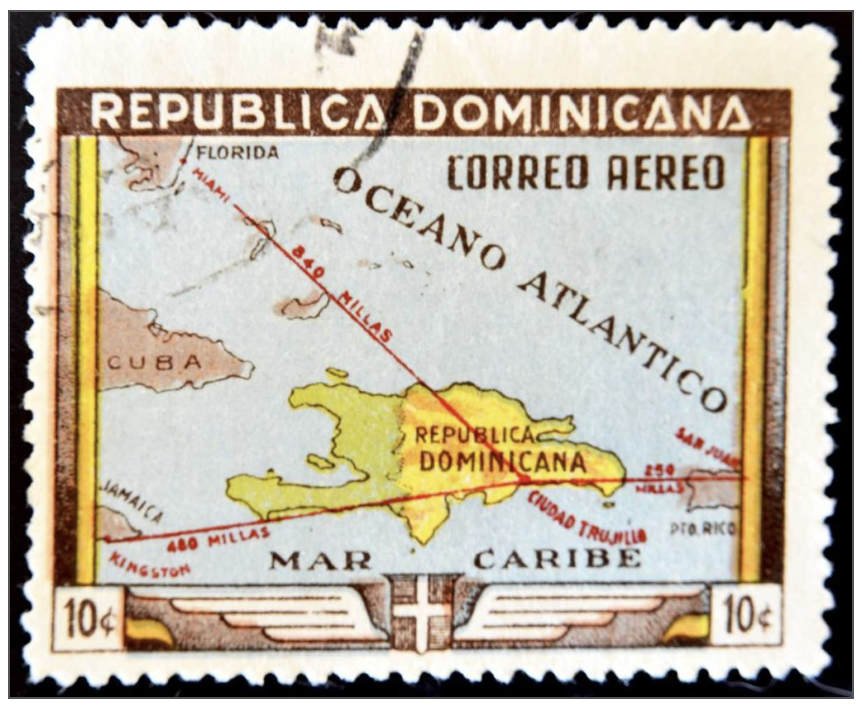 REPUBLICA DOMINICANA
CORREO AEREO
FLORIDA
MIAMI
OCEANO ATLANTICO
840 MILLAS
CUBA
REPUBLICA
DOMINICANA
SAN JUAN
250
MILLAS
JAMAICA
CIUDAD TRUJILLO
PTO. RICO
480 MILLAS
KINGSTON
MAR CARIBE
10¢
10¢